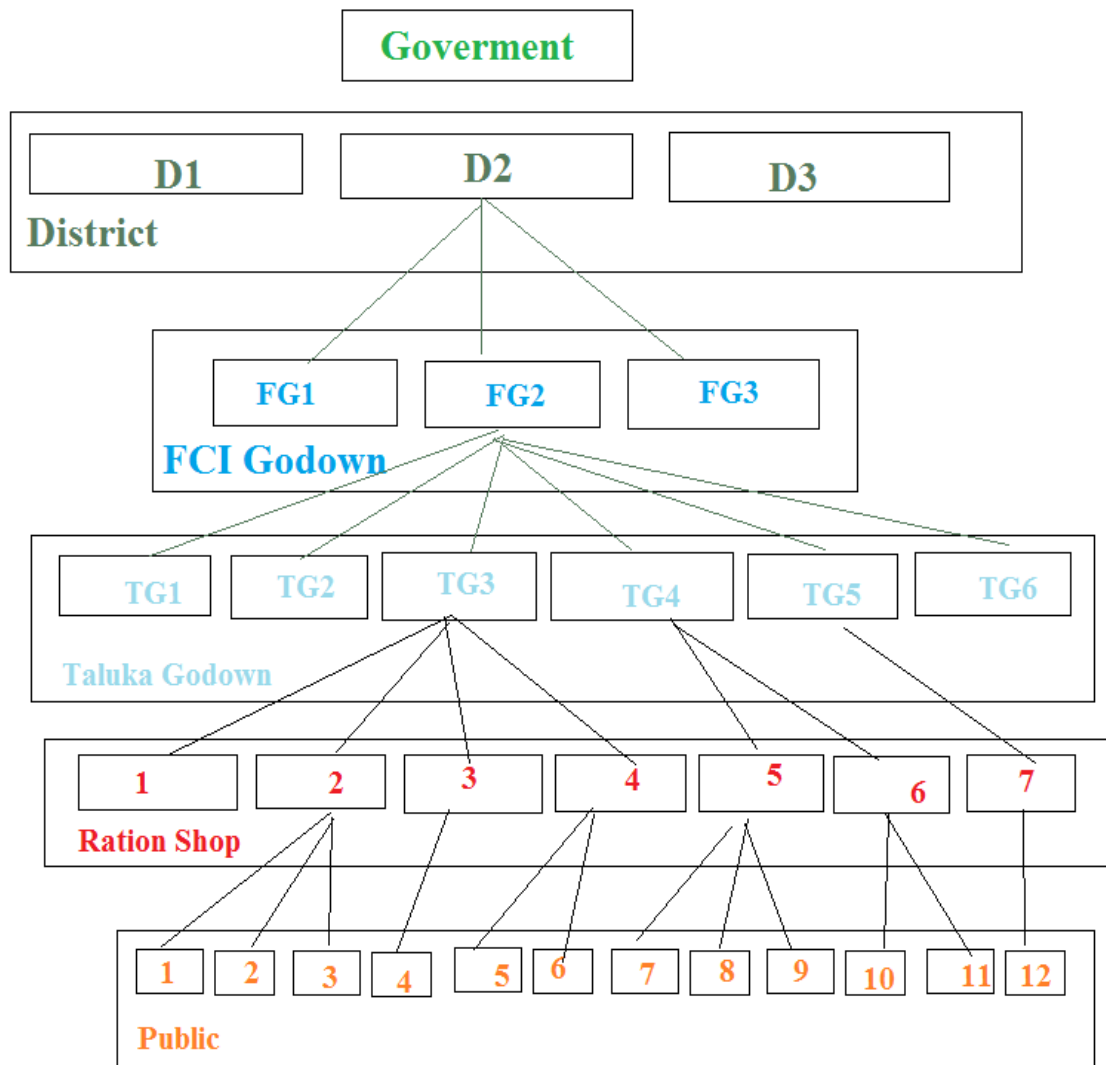 Goverment
D1 D2 D3
District
FG1 FG2 FG3
FCI Godown
TG1 TG2 TG3 TG4 TG5 TG6
Taluka Godown
1 2 3 4 5 6 7
Ration Shop
1 2 3 4 5 6 7 8 9 10 11 12
Public